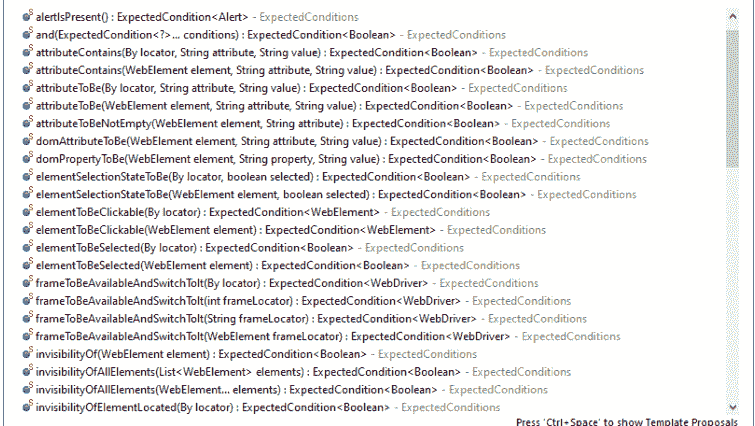 alertIsPresent() : ExpectedCondition<Alert> - ExpectedConditions
and(ExpectedCondition<?>... conditions) : ExpectedCondition<Boolean> - ExpectedConditions
attributeContains(By locator, String attribute, String value) : ExpectedCondition<Boolean> - ExpectedConditions
attributeContains(WebElement element, String attribute, String value) : ExpectedCondition<Boolean> - ExpectedConditions
attributeToBe(By locator, String attribute, String value) : ExpectedCondition<Boolean> - ExpectedConditions
attributeToBe(WebElement element, String attribute, String value) : ExpectedCondition<Boolean> - ExpectedConditions
attributeToBeNotEmpty(WebElement element, String attribute) : ExpectedCondition<Boolean> - ExpectedConditions
domAttributeToBe(WebElement element, String attribute, String value) : ExpectedCondition<Boolean> - ExpectedConditions
domPropertyToBe(WebElement element, String property, String value) : ExpectedCondition<Boolean> - ExpectedConditions
elementSelectionStateToBe(By locator, boolean selected) : ExpectedCondition<Boolean> - ExpectedConditions
elementSelectionStateToBe(WebElement element, boolean selected) : ExpectedCondition<Boolean> - ExpectedConditions
elementToBeClickable(By locator) : ExpectedCondition<WebElement> - ExpectedConditions
elementToBeClickable(WebElement element) : ExpectedCondition<WebElement> - ExpectedConditions
elementToBeSelected(By locator) : ExpectedCondition<Boolean> - ExpectedConditions
elementToBeSelected(WebElement element) : ExpectedCondition<Boolean> - ExpectedConditions
frameToBeAvailableAndSwitchToIt(By locator) : ExpectedCondition<WebDriver> - ExpectedConditions
frameToBeAvailableAndSwitchToIt(int frameLocator) : ExpectedCondition<WebDriver> - ExpectedConditions
frameToBeAvailableAndSwitchToIt(String frameLocator) : ExpectedCondition<WebDriver> - ExpectedConditions
frameToBeAvailableAndSwitchToIt(WebElement frameLocator) : ExpectedCondition<WebDriver> - ExpectedConditions
invisibilityOf(WebElement element) : ExpectedCondition<Boolean> - ExpectedConditions
invisibilityOfAllElements(List<WebElement> elements) : ExpectedCondition<Boolean> - ExpectedConditions
invisibilityOfAllElements(WebElement... elements) : ExpectedCondition<Boolean> - ExpectedConditions
invisibilityOfElementLocated(By locator) : ExpectedCondition<Boolean> - ExpectedConditions
Press 'Ctrl+Space' to show Template Proposals